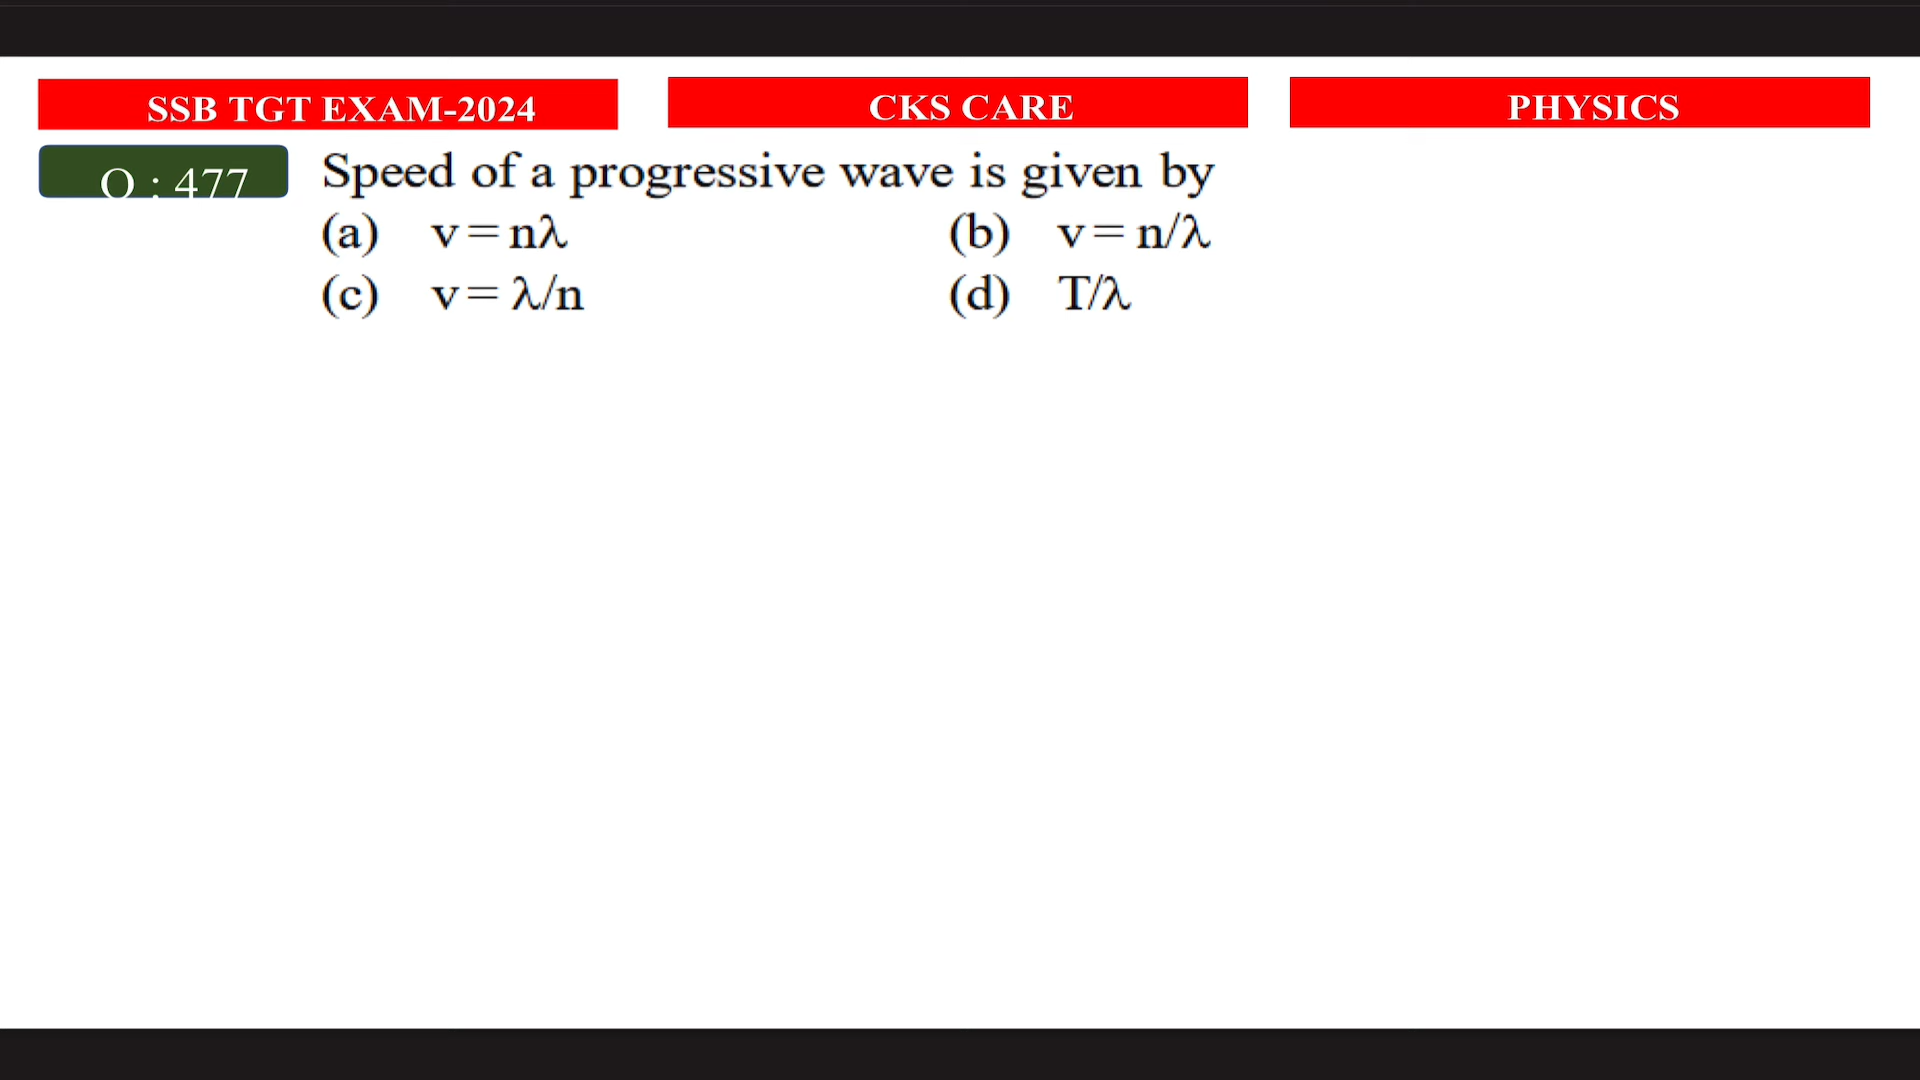 SSB TGT EXAM-2024 CKS CARE PHYSICS
Q : 477 Speed of a progressive wave is given by
(a) v = nλ (b) v = n/λ
(c) v = λ/n (d) T/λ